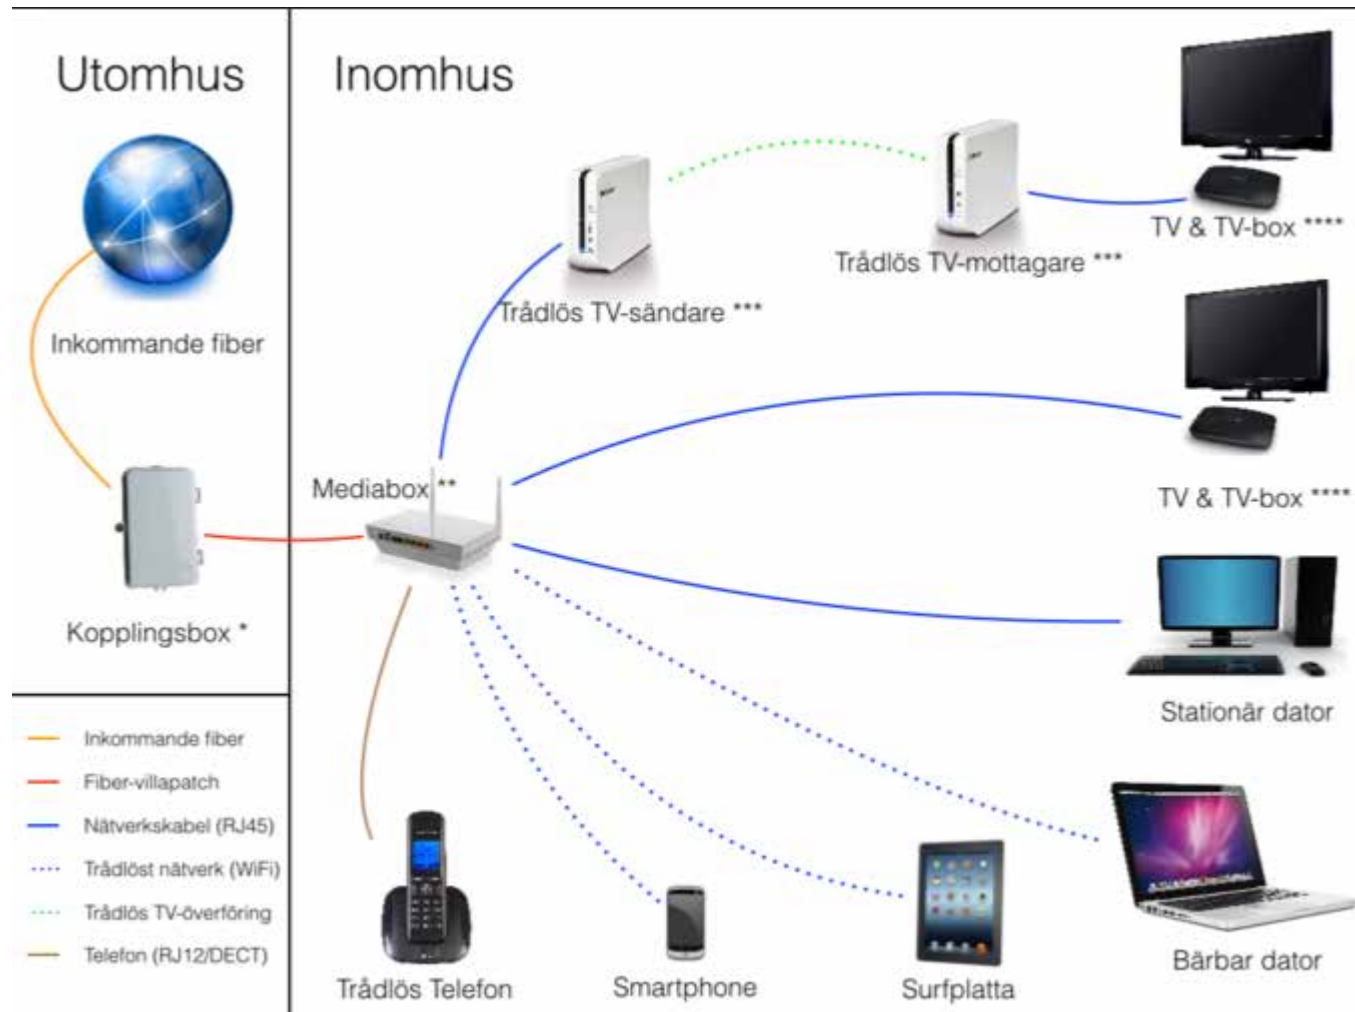 Utomhus
Inomhus
Inkommande fiber
Kopplingsbox *
Inkommande fiber
Fiber-villapatch
Nätverkskabel (RJ45)
Trådlöst nätverk (WiFi)
Trådlös TV-överföring
Telefon (RJ12/DECT)
Trådlös TV-sändare ***
Trådlös TV-mottagare ***
TV & TV-box ****
TV & TV-box ****
Mediabox **
Stationär dator
Bärbar dator
Trådlös Telefon
Smartphone
Surfplatta